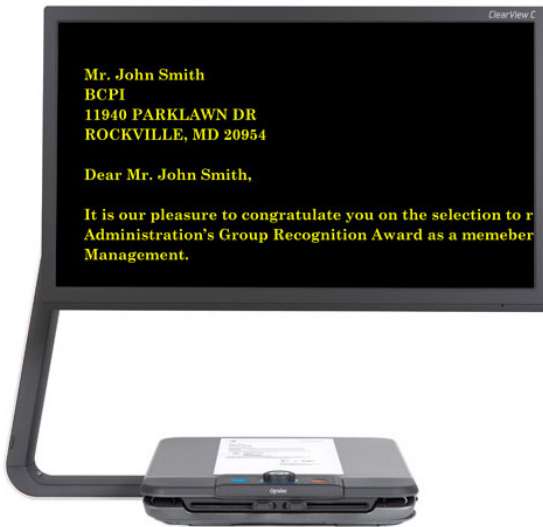 ClearView C
Mr. John Smith
BCPI
11940 PARKLAWN DR
ROCKVILLE, MD 20954
Dear Mr. John Smith,
It is our pleasure to congratulate you on the selection to r
Administration's Group Recognition Award as a memeber
Management.
Optelec